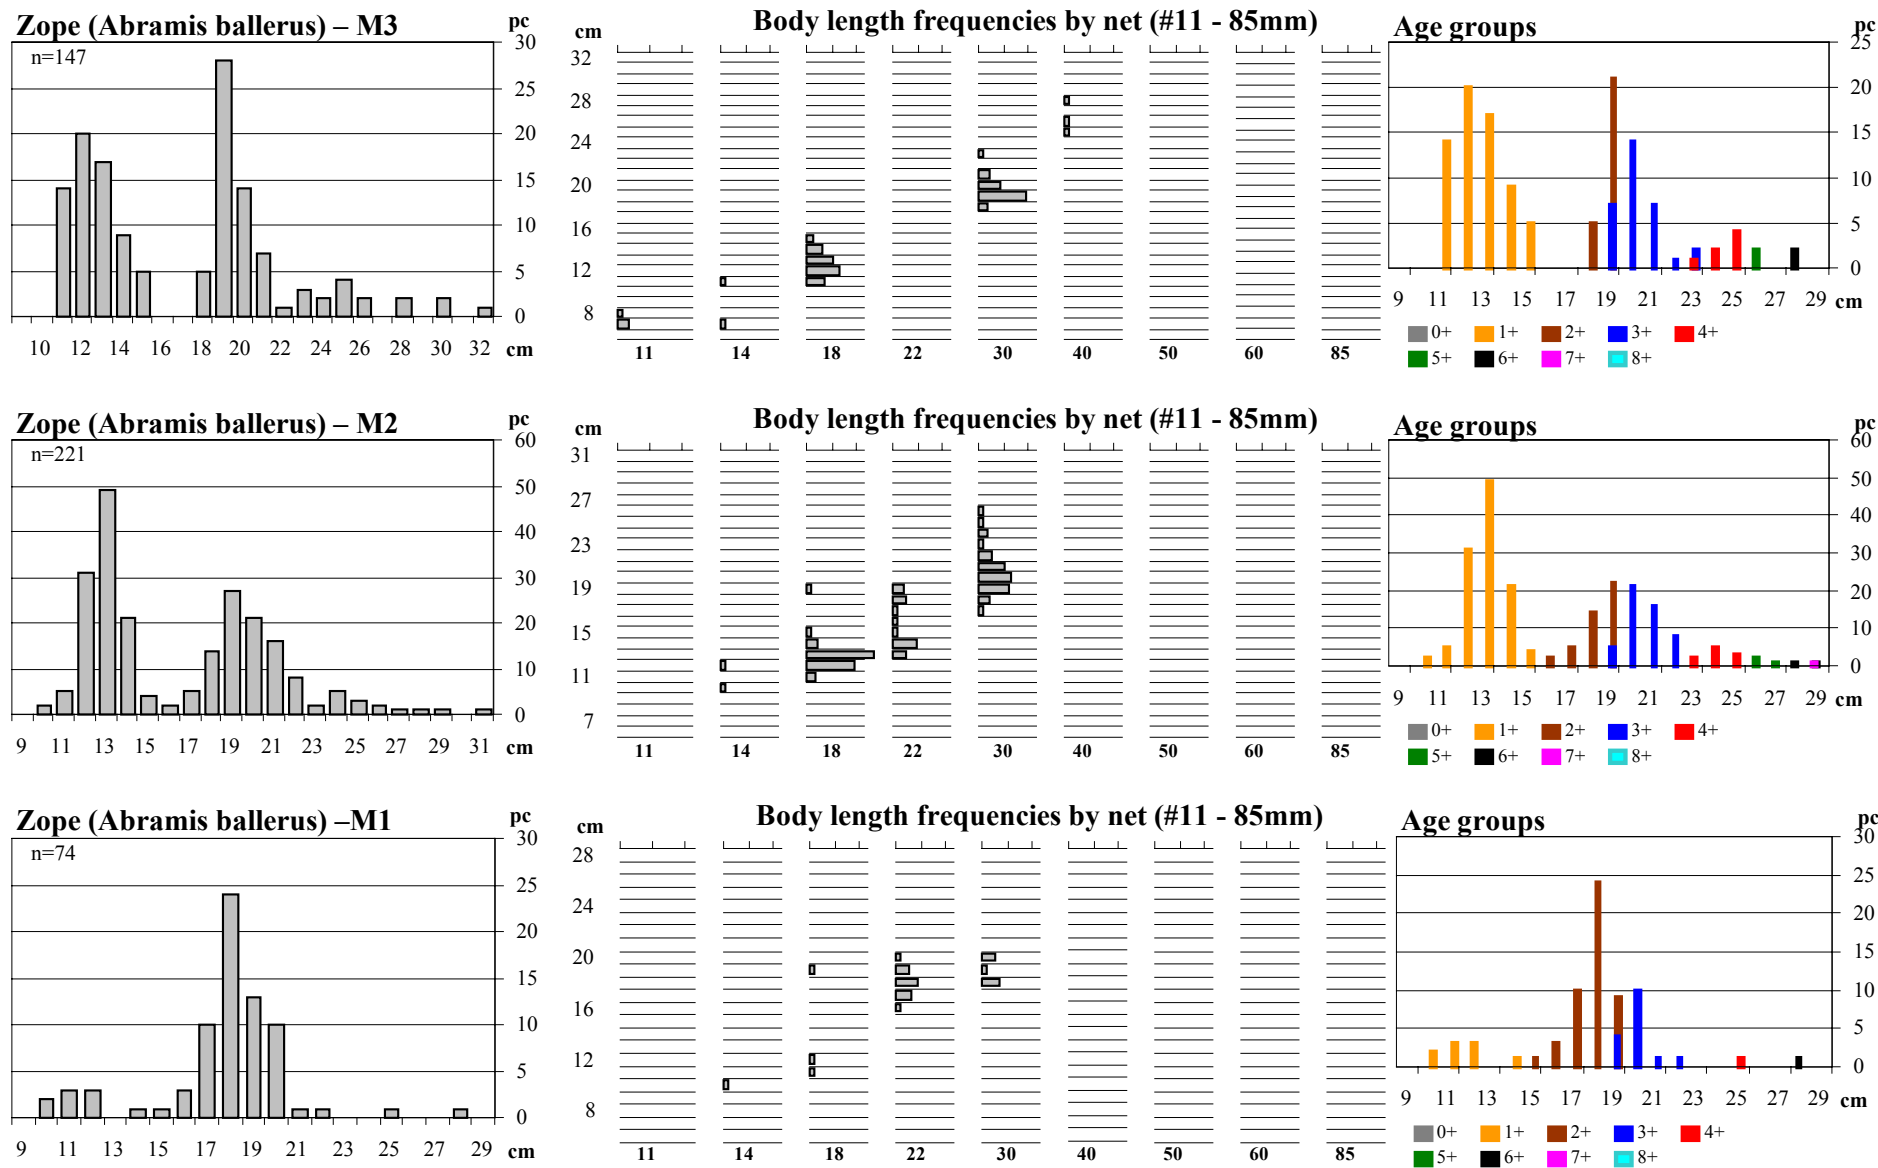 Zope (Abramis ballerus) – M3
pc
n=147
30
25
20
15
10
5
0
10 12 14 16 18 20 22 24 26 28 30 32 cm
Body length frequencies by net (#11 - 85mm)
cm
32
28
24
20
16
12
8
11 14 18 22 30 40 50 60 85
Age groups
pc
25
20
15
10
5
0
9 11 13 15 17 19 21 23 25 27 29
cm
0+ 1+ 2+ 3+ 4+
5+ 6+ 7+ 8+
Zope (Abramis ballerus) – M2
pc
n=221
60
50
40
30
20
10
0
9 11 13 15 17 19 21 23 25 27 29 31 cm
Body length frequencies by net (#11 - 85mm)
cm
31
27
23
19
15
11
7
11 14 18 22 30 40 50 60 85
Age groups
pc
60
50
40
30
20
10
0
9 11 13 15 17 19 21 23 25 27 29
cm
0+ 1+ 2+ 3+ 4+
5+ 6+ 7+ 8+
Zope (Abramis ballerus) –M1
pc
n=74
30
25
20
15
10
5
0
9 11 13 15 17 19 21 23 25 27 29 cm
Body length frequencies by net (#11 - 85mm)
cm
28
24
20
16
12
8
11 14 18 22 30 40 50 60 85
Age groups
pc
30
25
20
15
10
5
0
9 11 13 15 17 19 21 23 25 27 29 cm
0+ 1+ 2+ 3+ 4+
5+ 6+ 7+ 8+